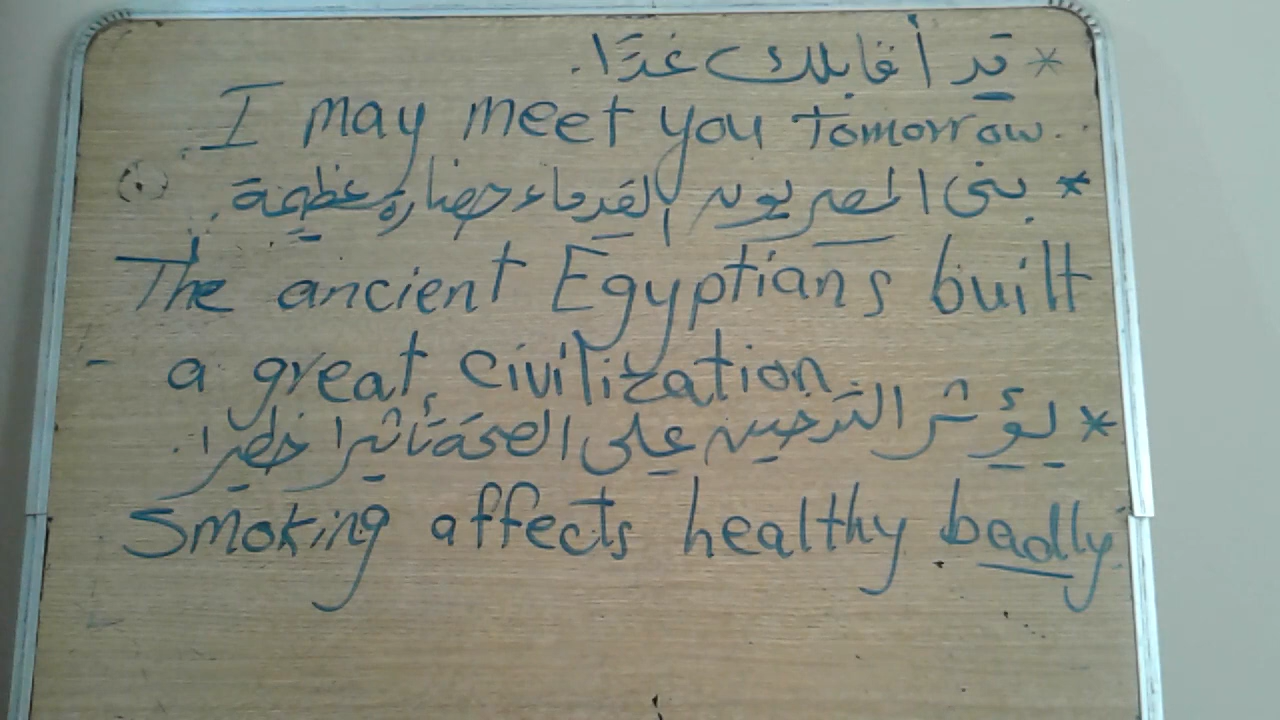 * قد أقابلك غدًا.
I may meet you tomorrow.
* بنى المصريون القدماء حضارة عظيمة.
The ancient Egyptians built
a great civilization.
* يؤثر التدخين على الصحة تأثيرا خطيرا.
Smoking affects healthy badly.